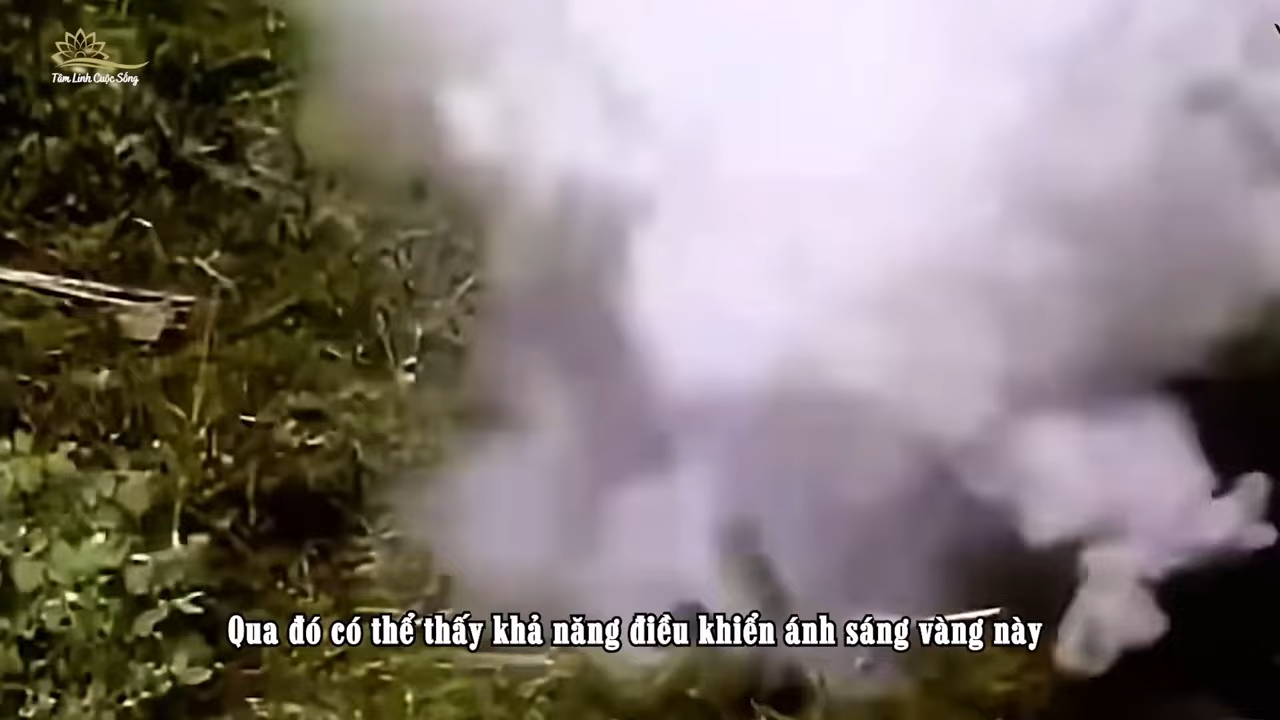 Tâm Linh Cuộc Sống
Qua đó có thể thấy khả năng điều khiển ánh sáng vàng này